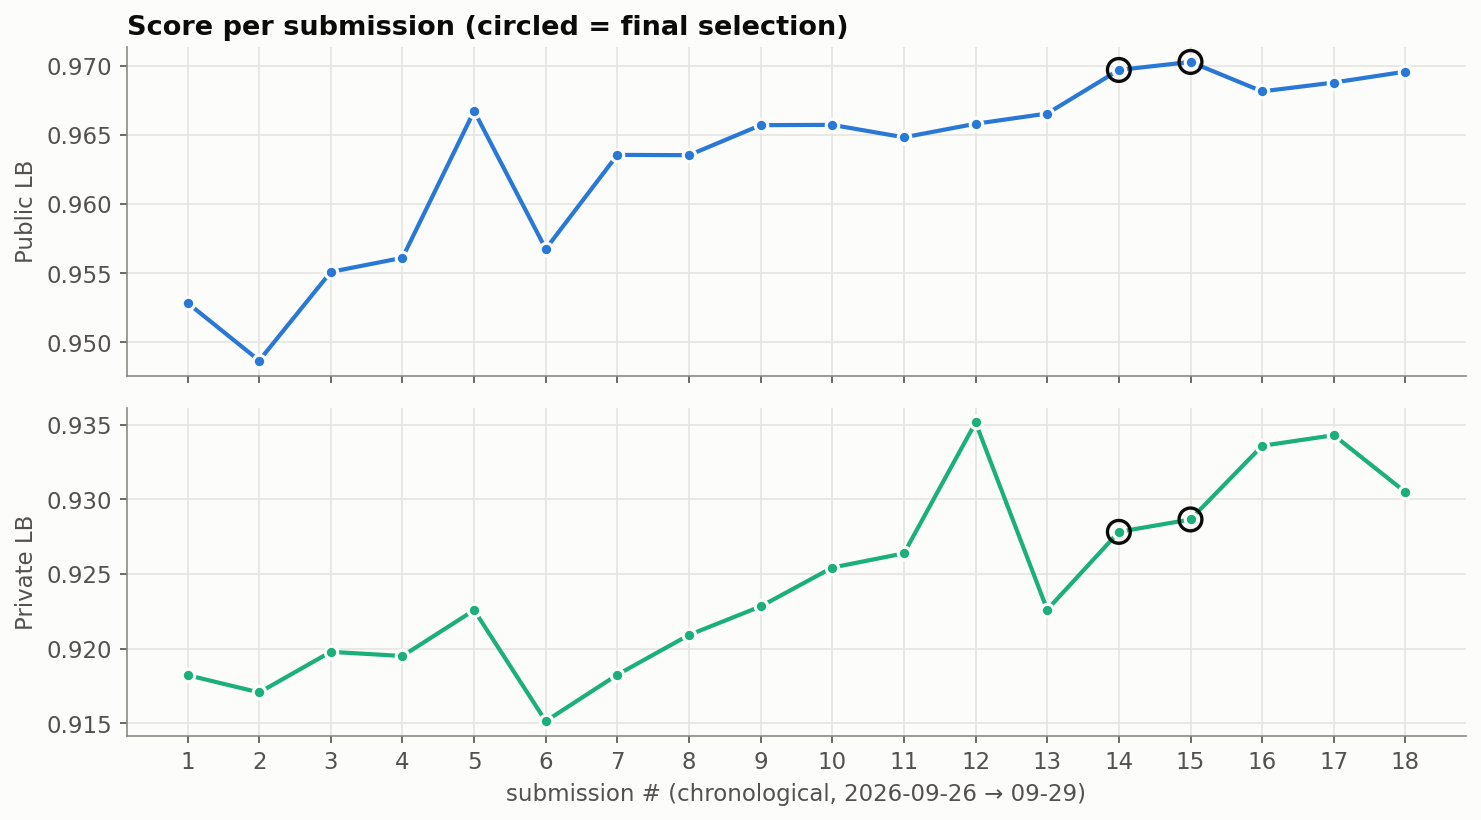 Score per submission (circled = final selection)
Public LB
0.970
0.965
0.960
0.955
0.950
Private LB
0.935
0.930
0.925
0.920
0.915
1 2 3 4 5 6 7 8 9 10 11 12 13 14 15 16 17 18
submission # (chronological, 2026-09-26 → 09-29)